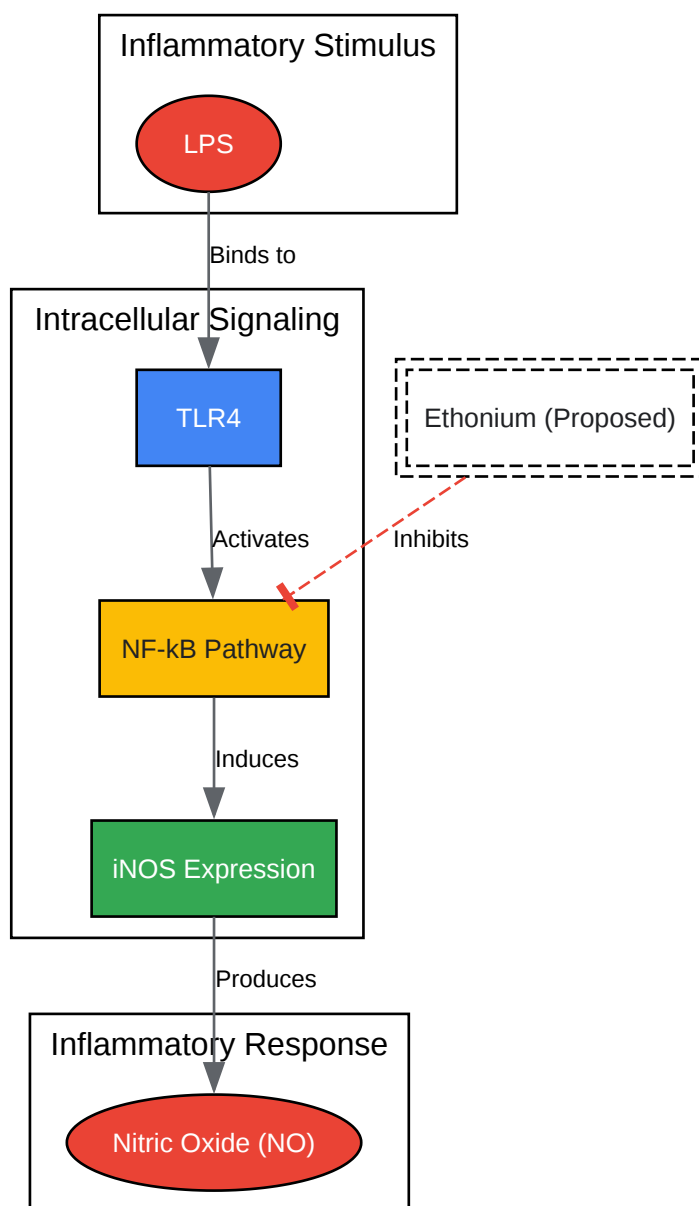 Inflammatory Stimulus
LPS
Binds to
Intracellular Signaling
TLR4
Ethonium (Proposed)
Activates
Inhibits
NF-kB Pathway
Induces
iNOS Expression
Produces
Inflammatory Response
Nitric Oxide (NO)